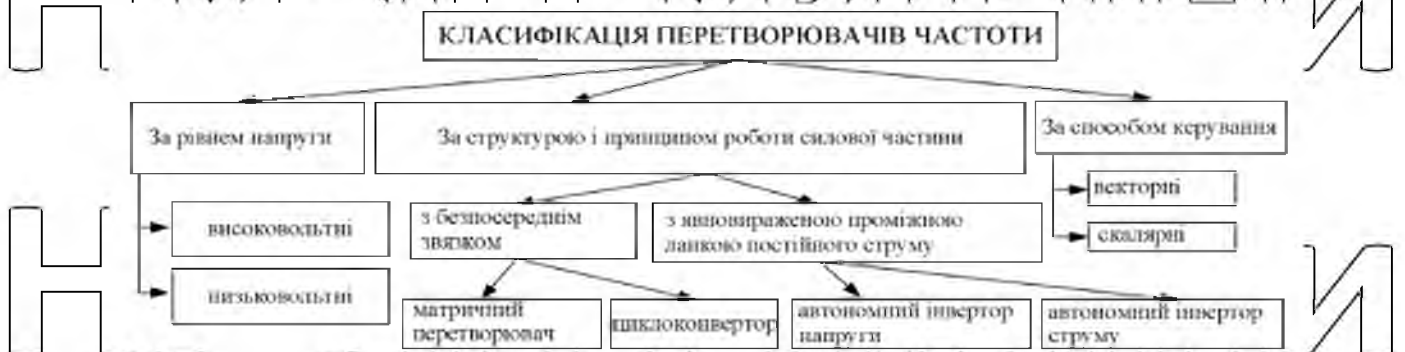 КЛАСИФІКАЦІЯ ПЕРЕТВОРЮВАЧІВ ЧАСТОТИ
За рівнем напруги
За структурою і принципом роботи силової частини
За способом керування
високовольтні
низьковольтні
з безпосереднім
звязком
з явновираженою проміжною
ланкою постійного струму
векторні
скалярні
матричний
перетворювач
циклоконвертор
автономний інвертор
напруги
автономний інвертор
струму